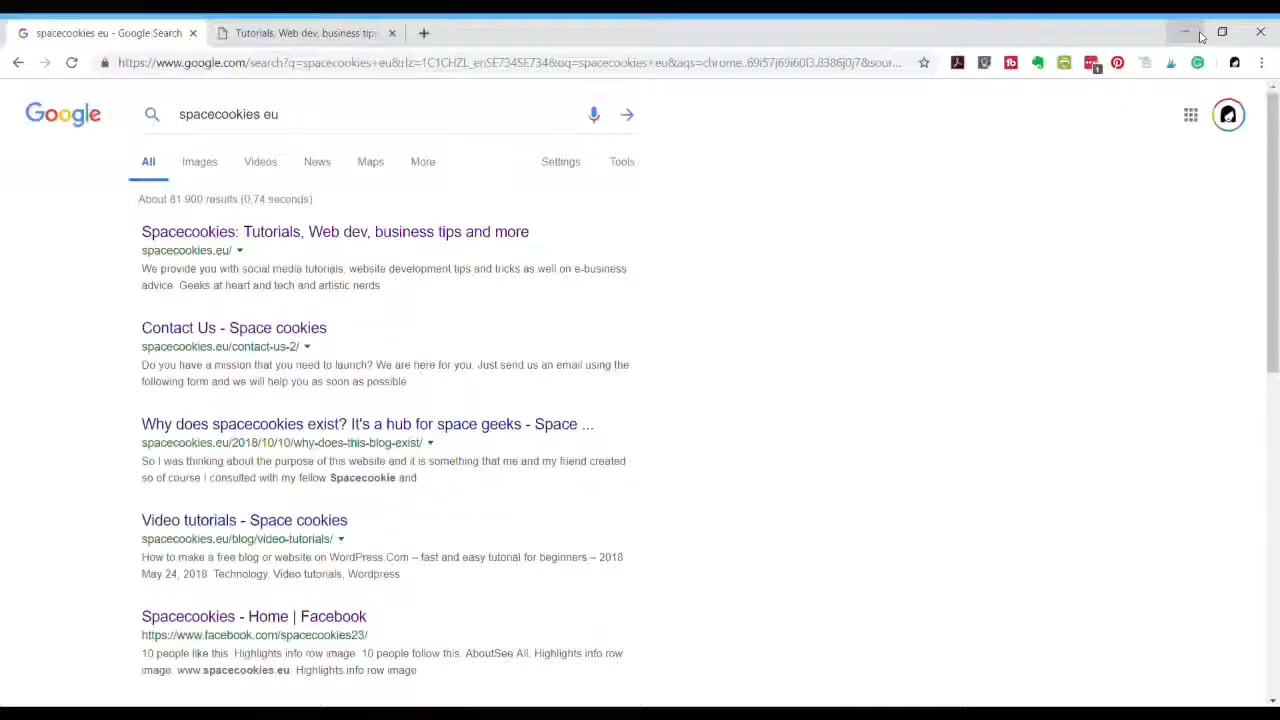 spacecookies eu - Google Search
Tutorials, Web dev, business tips
https://www.google.com/search?q=spacecookies+eu&rlz=1C1CHZL_enSE734SE734&oq=spacecookies+eu&aqs=chrome..69i57j69i60l3.8386j0j7&sour...
1
Google
spacecookies eu
All Images Videos News Maps More Settings Tools
About 81 900 results (0,74 seconds)
Spacecookies: Tutorials, Web dev, business tips and more
spacecookies.eu/
We provide you with social media tutorials, website development tips and tricks as well on e-business
advice Geeks at heart and tech and artistic nerds
Contact Us - Space cookies
spacecookies.eu/contact-us-2/
Do you have a mission that you need to launch? We are here for you. Just send us an email using the
following form and we will help you as soon as possible
Why does spacecookies exist? It's a hub for space geeks - Space ...
spacecookies.eu/2018/10/10/why-does-this-blog-exist/
So I was thinking about the purpose of this website and it is something that me and my friend created
so of course I consulted with my fellow Spacecookie and
Video tutorials - Space cookies
spacecookies.eu/blog/video-tutorials/
How to make a free blog or website on WordPress.Com – fast and easy tutorial for beginners – 2018
May 24, 2018 Technology, Video tutorials, Wordpress
Spacecookies - Home | Facebook
https://www.facebook.com/spacecookies23/
10 people like this. Highlights info row image. 10 people follow this. AboutSee All. Highlights info row
image www.spacecookies.eu. Highlights info row image